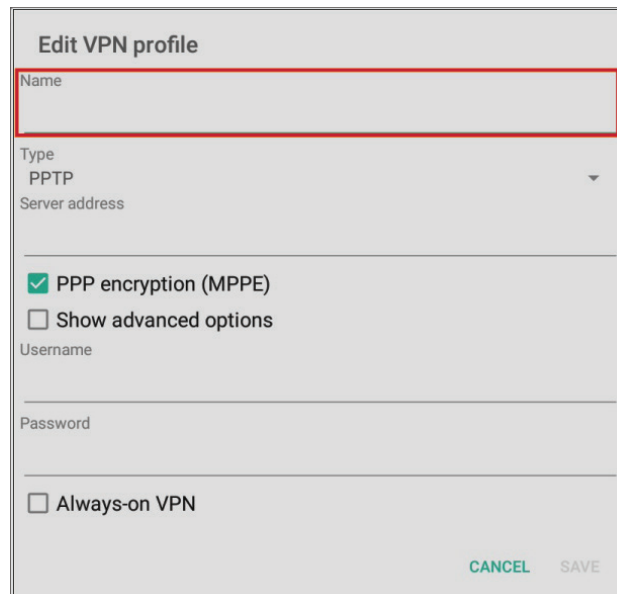 Edit VPN profile
Name
Type
PPTP
Server address
PPP encryption (MPPE)
Show advanced options
Username
Password
Always-on VPN
CANCEL SAVE